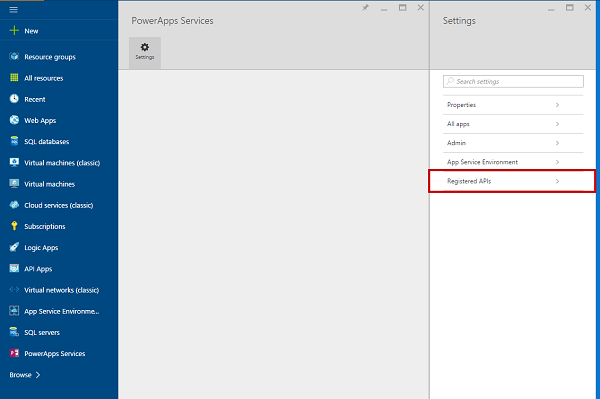 New
Resource groups
All resources
Recent
Web Apps
SQL databases
Virtual machines (classic)
Virtual machines
Cloud services (classic)
Subscriptions
Logic Apps
API Apps
Virtual networks (classic)
App Service Environme...
SQL servers
PowerApps Services
Browse
PowerApps Services
Settings
Settings
Search settings
Properties
All apps
Admin
App Service Environment
Registered APIs